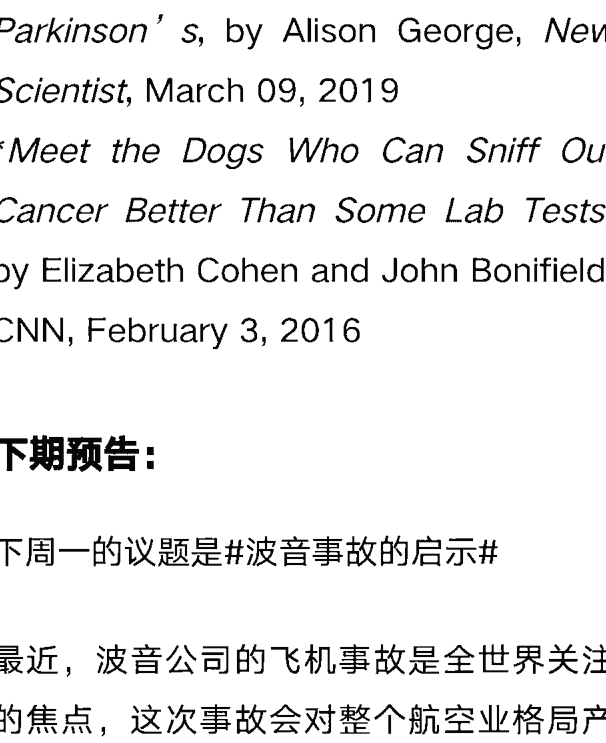 Parkinson’s, by Alison George, New
Scientist, March 09, 2019
*Meet the Dogs Who Can Sniff Ou
Cancer Better Than Some Lab Tests,
by Elizabeth Cohen and John Bonifield
CNN, February 3, 2016
下期预告：
下周一的议题是#波音事故的启示#
最近，波音公司的飞机事故是全世界关注
的焦点，这次事故会对整个航空业格局产